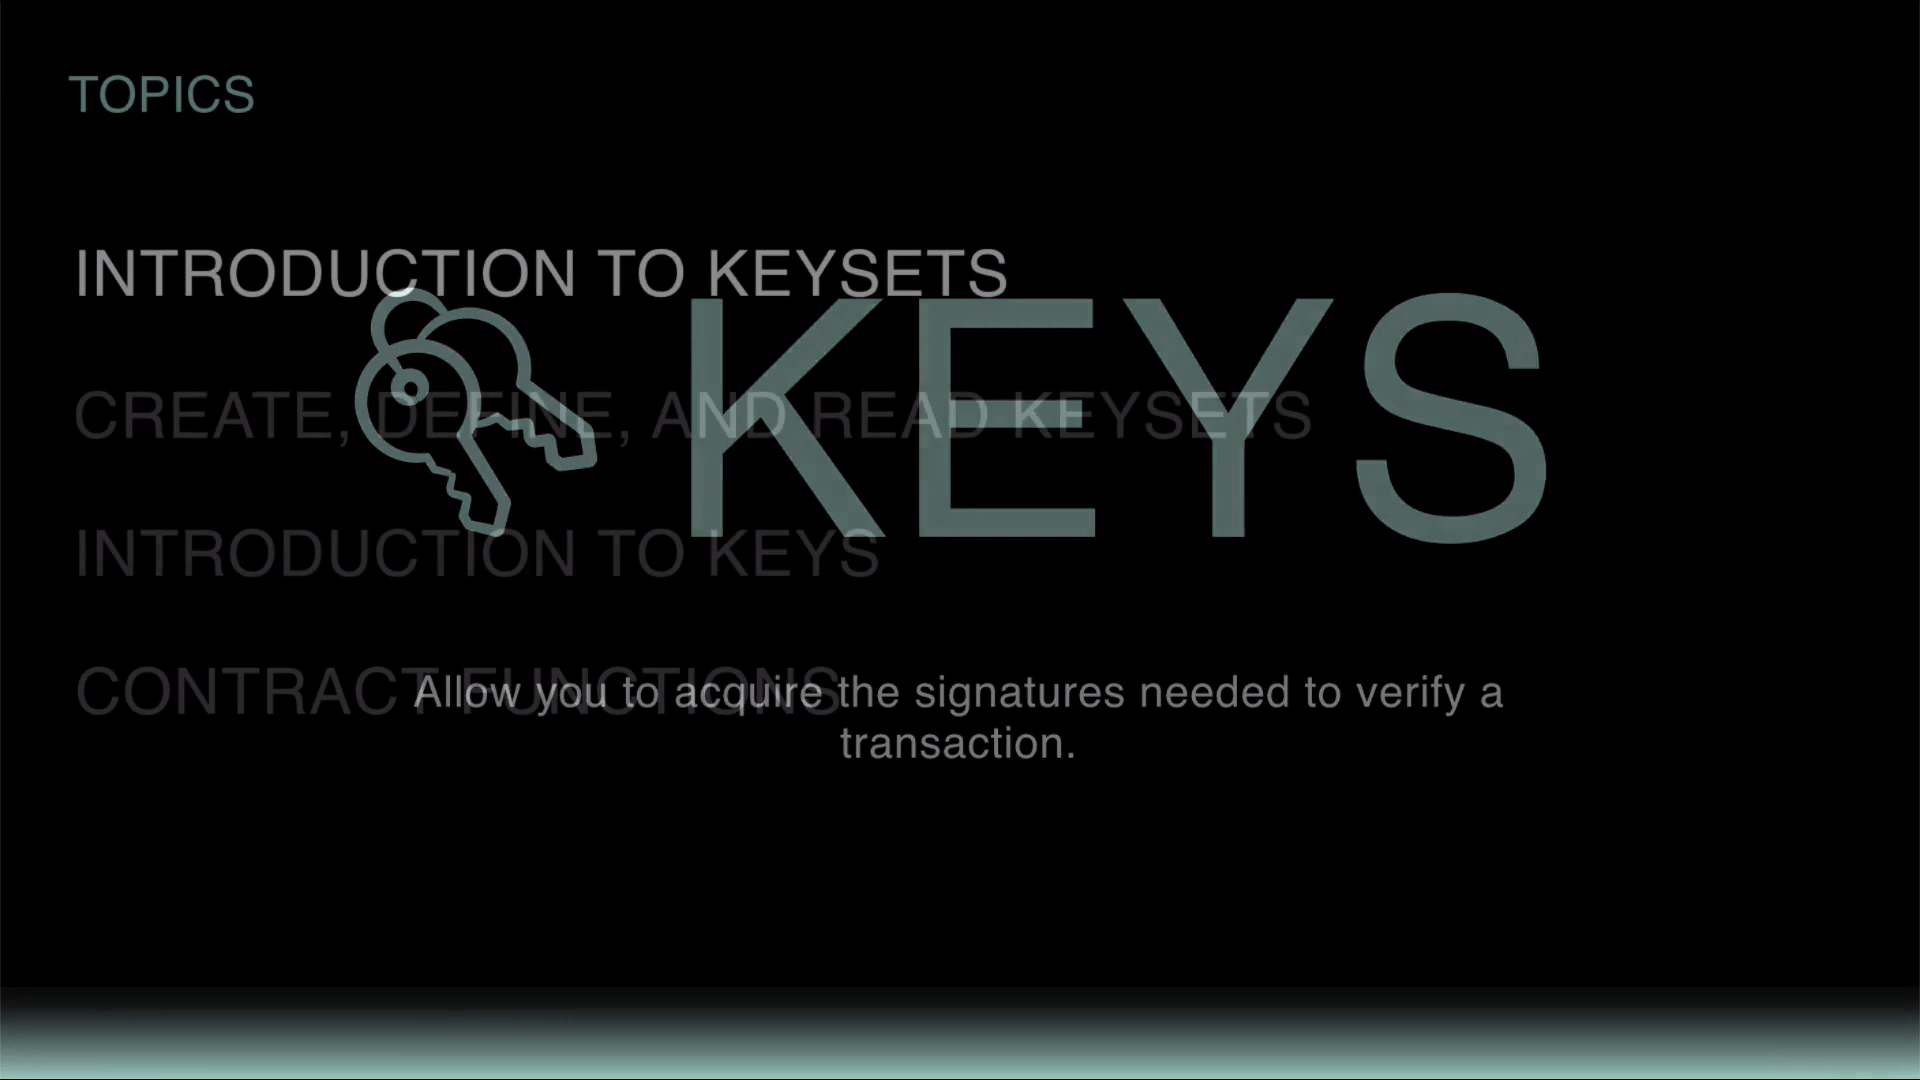 TOPICS
INTRODUCTION TO KEYSETS
KEYS
CREATE, DEFINE, AND READ KEYSETS
INTRODUCTION TO KEYS
CONTRACT FUNCTIONS
Allow you to acquire the signatures needed to verify a
transaction.